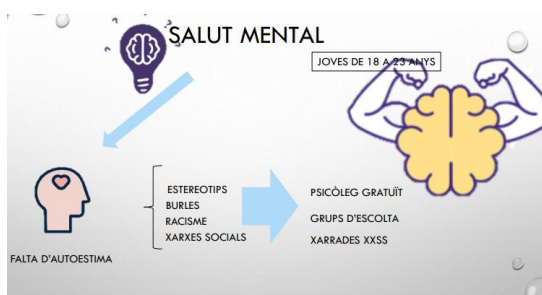 SALUT MENTAL
JOVES DE 18 A 23 ANYS
ESTEREOTIPS
BURLES
RACISME
XARXES SOCIALS
PSICÒLEG GRATUÏT
GRUPS D'ESCOLTA
XARRADES XXSS
FALTA D'AUTOESTIMA